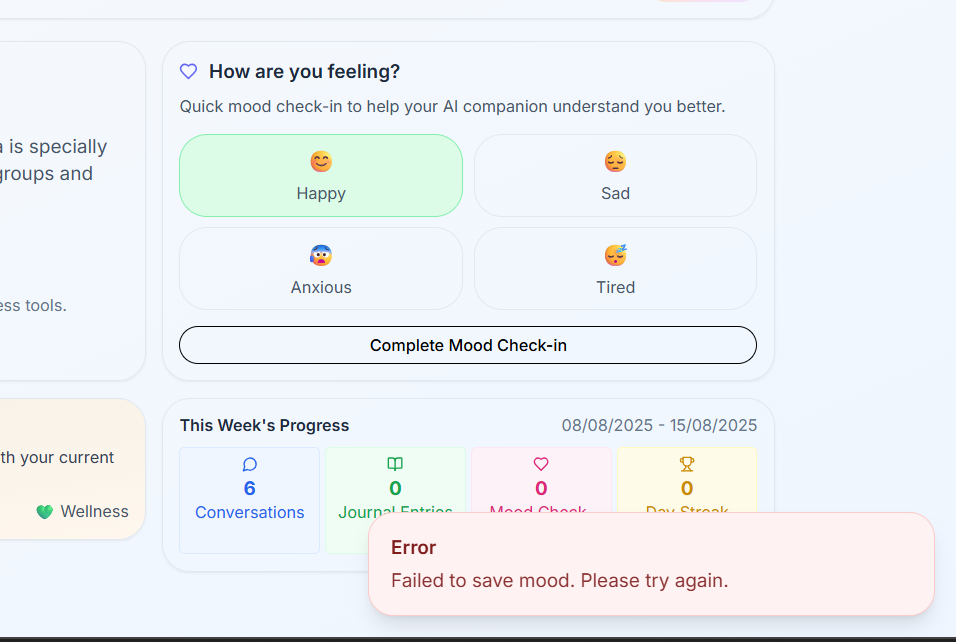 a is specially
groups and
ess tools.
th your current
Wellness
How are you feeling?
Quick mood check-in to help your AI companion understand you better.
Happy
Sad
Anxious
Tired
Complete Mood Check-in
This Week's Progress
08/08/2025 - 15/08/2025
6
Conversations
0
Journal Entries
0
Mood Check
0
Day Streak
Error
Failed to save mood. Please try again.